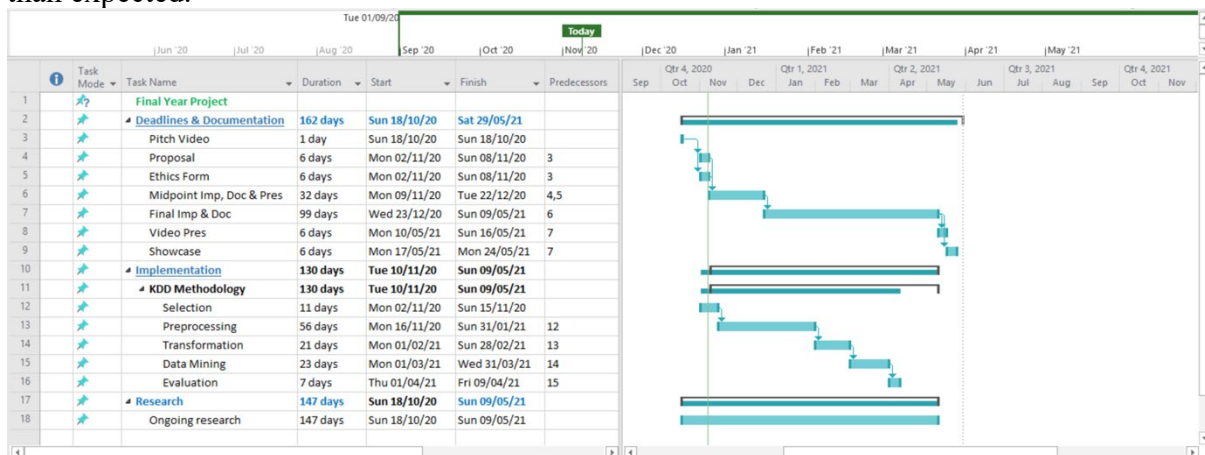 than expected.
Tue 01/09/20
Today
Jun '20 Jul '20 Aug '20 Sep '20 Oct '20 Nov '20 Dec '20 Jan '21 Feb '21 Mar '21 Apr '21 May '21
Task Mode Task Name Duration Start Finish Predecessors
Qtr 4, 2020 Qtr 1, 2021 Qtr 2, 2021 Qtr 3, 2021 Qtr 4, 2021
Sep Oct Nov Dec Jan Feb Mar Apr May Jun Jul Aug Sep Oct Nov
1 Final Year Project
2 Deadlines & Documentation 162 days Sun 18/10/20 Sat 29/05/21
3 Pitch Video 1 day Sun 18/10/20 Sun 18/10/20
4 Proposal 6 days Mon 02/11/20 Sun 08/11/20 3
5 Ethics Form 6 days Mon 02/11/20 Sun 08/11/20 3
6 Midpoint Imp, Doc & Pres 32 days Mon 09/11/20 Tue 22/12/20 4,5
7 Final Imp & Doc 99 days Wed 23/12/20 Sun 09/05/21 6
8 Video Pres 6 days Mon 10/05/21 Sun 16/05/21 7
9 Showcase 6 days Mon 17/05/21 Mon 24/05/21 7
10 Implementation 130 days Tue 10/11/20 Sun 09/05/21
11 KDD Methodology 130 days Tue 10/11/20 Sun 09/05/21
12 Selection 11 days Mon 02/11/20 Sun 15/11/20
13 Preprocessing 56 days Mon 16/11/20 Sun 31/01/21 12
14 Transformation 21 days Mon 01/02/21 Sun 28/02/21 13
15 Data Mining 23 days Mon 01/03/21 Wed 31/03/21 14
16 Evaluation 7 days Thu 01/04/21 Fri 09/04/21 15
17 Research 147 days Sun 18/10/20 Sun 09/05/21
18 Ongoing research 147 days Sun 18/10/20 Sun 09/05/21